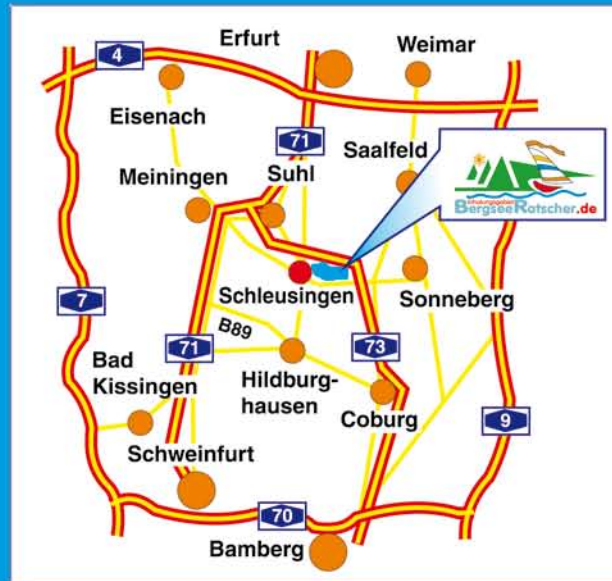 4
Erfurt
Weimar
Eisenach
71
Saalfeld
Meiningen
Suhl
Erholungsgebiet
BergseeRatscher.de
7
Schleusingen
Sonneberg
B89
71
73
Bad
Kissingen
Hildburg-
hausen
Coburg
9
Schweinfurt
70
Bamberg